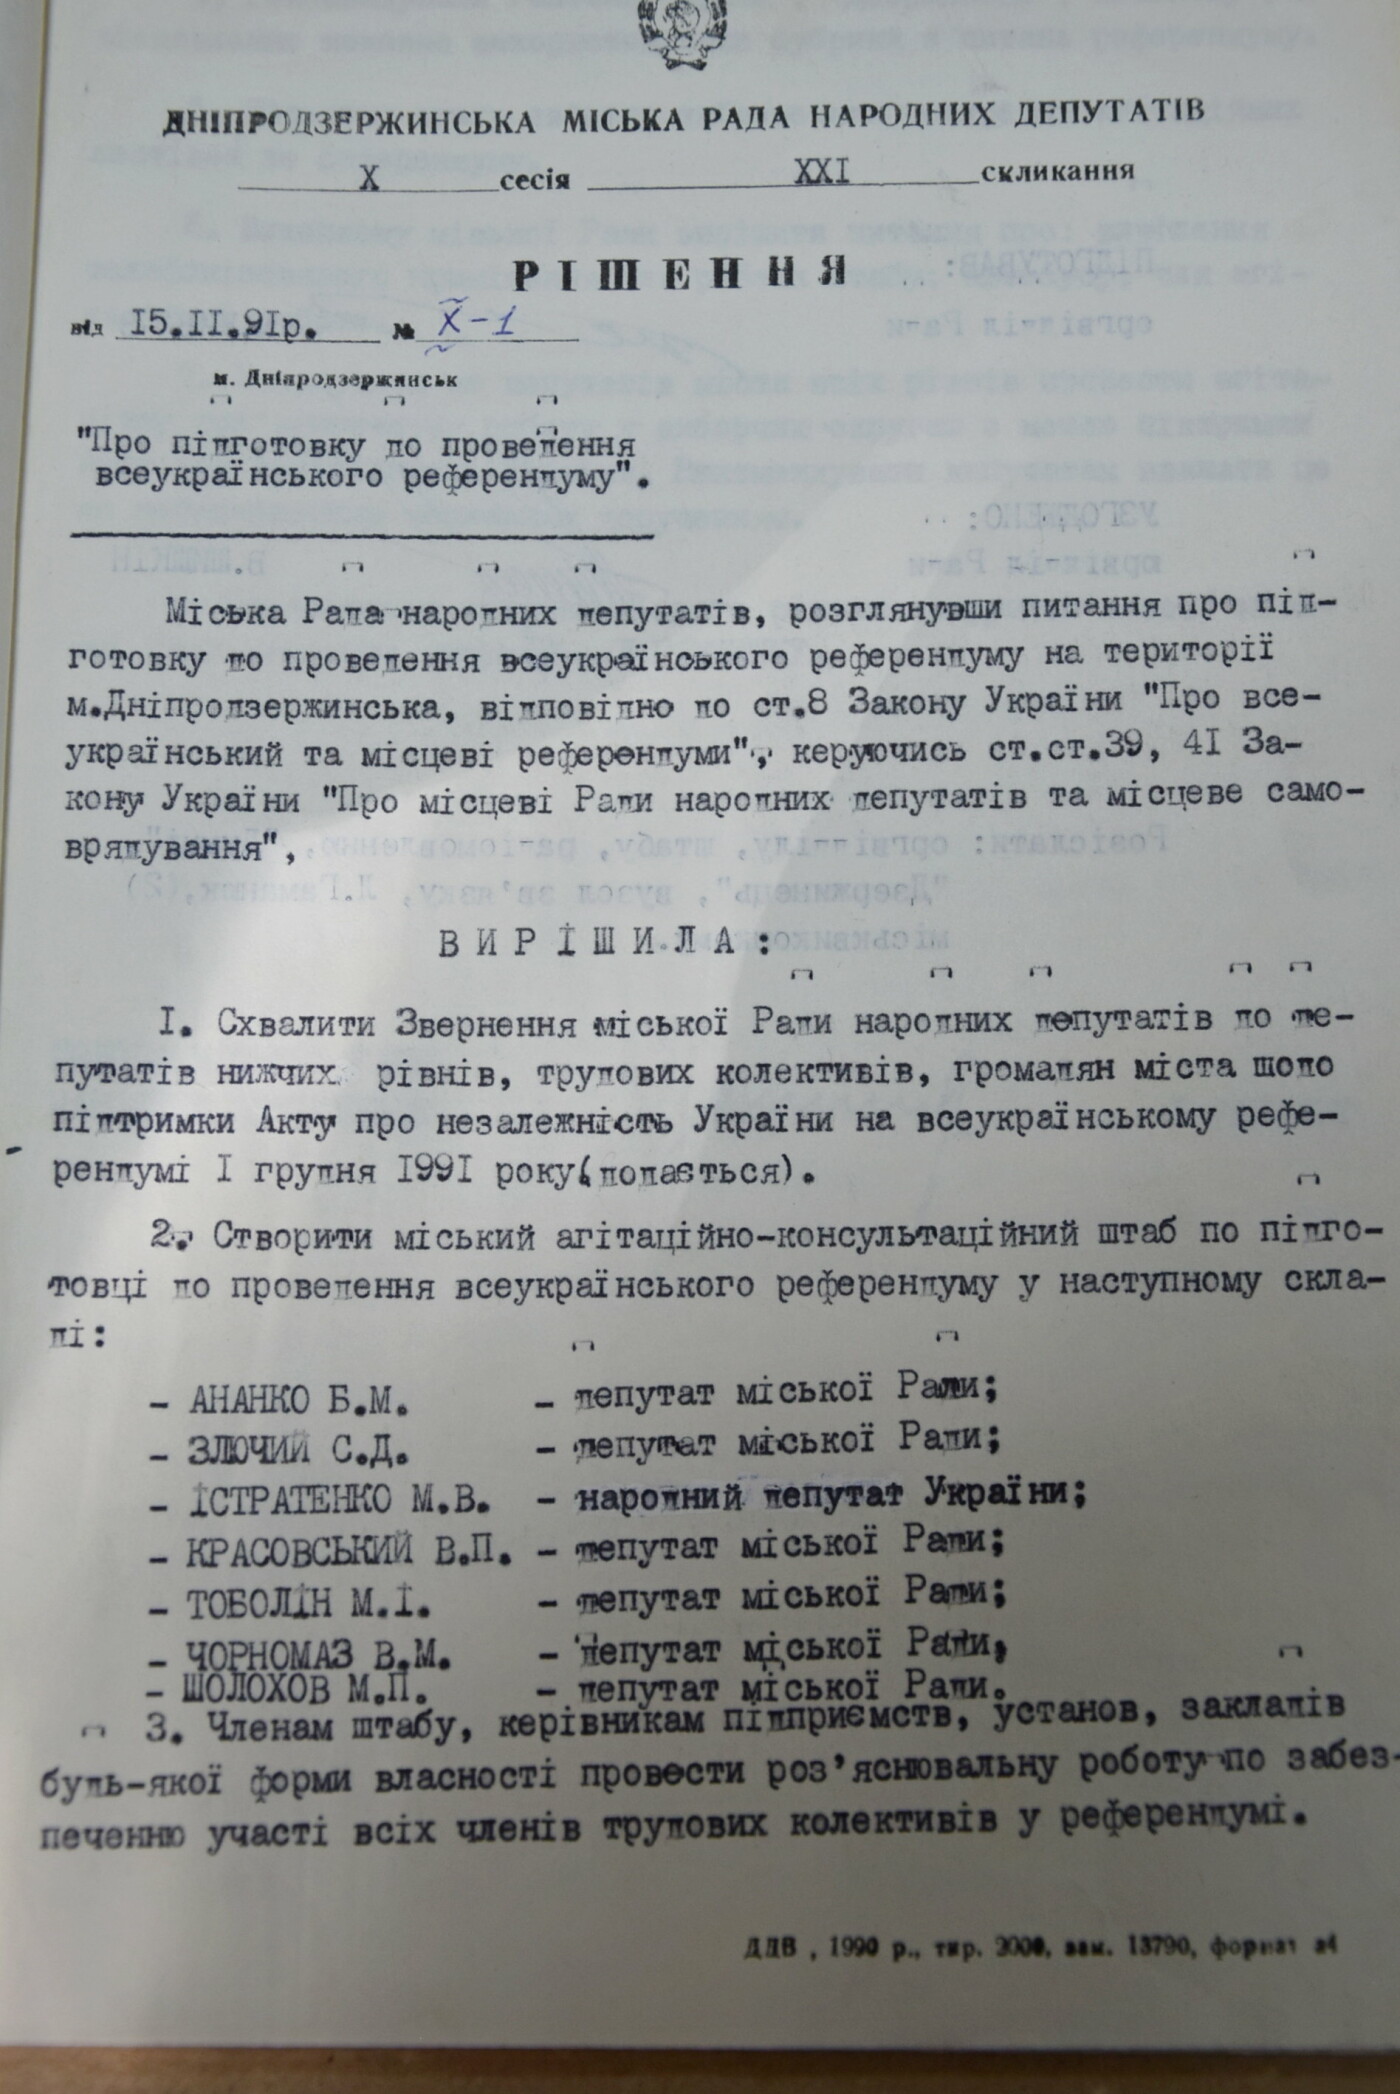 ДНІПРОДЗЕРЖИНСЬКА МІСЬКА РАДА НАРОДНИХ ДЕПУТАТІВ
X сесія XXI скликання
РІШЕННЯ
від 15.II.91р. № X-1
м. Дніпродзержинськ
"Про підготовку до проведення
всеукраїнського референдуму".
Міська Рада народних депутатів, розглянувши питання про під-
готовку до проведення всеукраїнського референдуму на території
м.Дніпродзержинська, відповідно до ст.8 Закону України "Про все-
український та місцеві референдуми", керуючись ст.ст.39, 4I За-
кону України "Про місцеві Ради народних депутатів та місцеве само-
врядування",
ВИРІШИЛА:
I. Схвалити Звернення міської Ради народних депутатів до де-
путатів нижчих рівнів, трудових колективів, громадян міста щодо
підтримки Акту про незалежність України на всеукраїнському рефе-
рендумі I грудня I99I року(додається).
2. Створити міський агітаційно-консультаційний штаб по підго-
товці до проведення всеукраїнського референдуму у наступному скла-
ді:
- АНАНКО Б.М. - депутат міської Ради;
- ЗЛЮЧИЙ С.Д. - депутат міської Ради;
- ІСТРАТЕНКО М.В. - народний депутат України;
- КРАСОВСЬКИЙ В.П. - депутат міської Ради;
- ТОБОЛІН М.І. - депутат міської Ради;
- ЧОРНОМАЗ В.М. - депутат міської Ради,
- ШОЛОХОВ М.П. - депутат міської Ради.
3. Членам штабу, керівникам підприємств, установ, закладів
будь-якої форми власності провести роз'яснювальну роботу по забез-
печенню участі всіх членів трудових колективів у референдумі.
ДДВ , 1990 р., тир. 2000, зам. 13790, формат а4